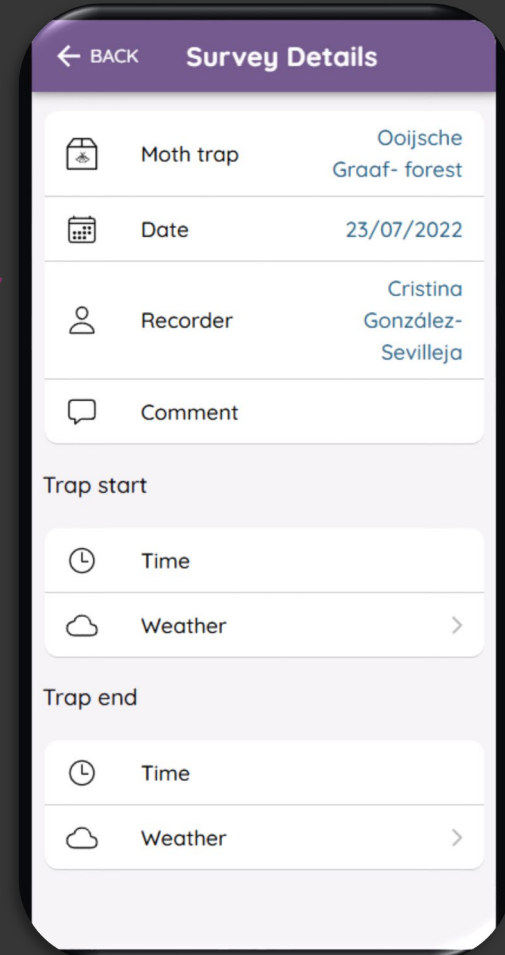 BACK Survey Details
Moth trap Ooijsche
Graaf- forest
Date 23/07/2022
Recorder Cristina
González-
Sevilleja
Comment
Trap start
Time
Weather
Trap end
Time
Weather